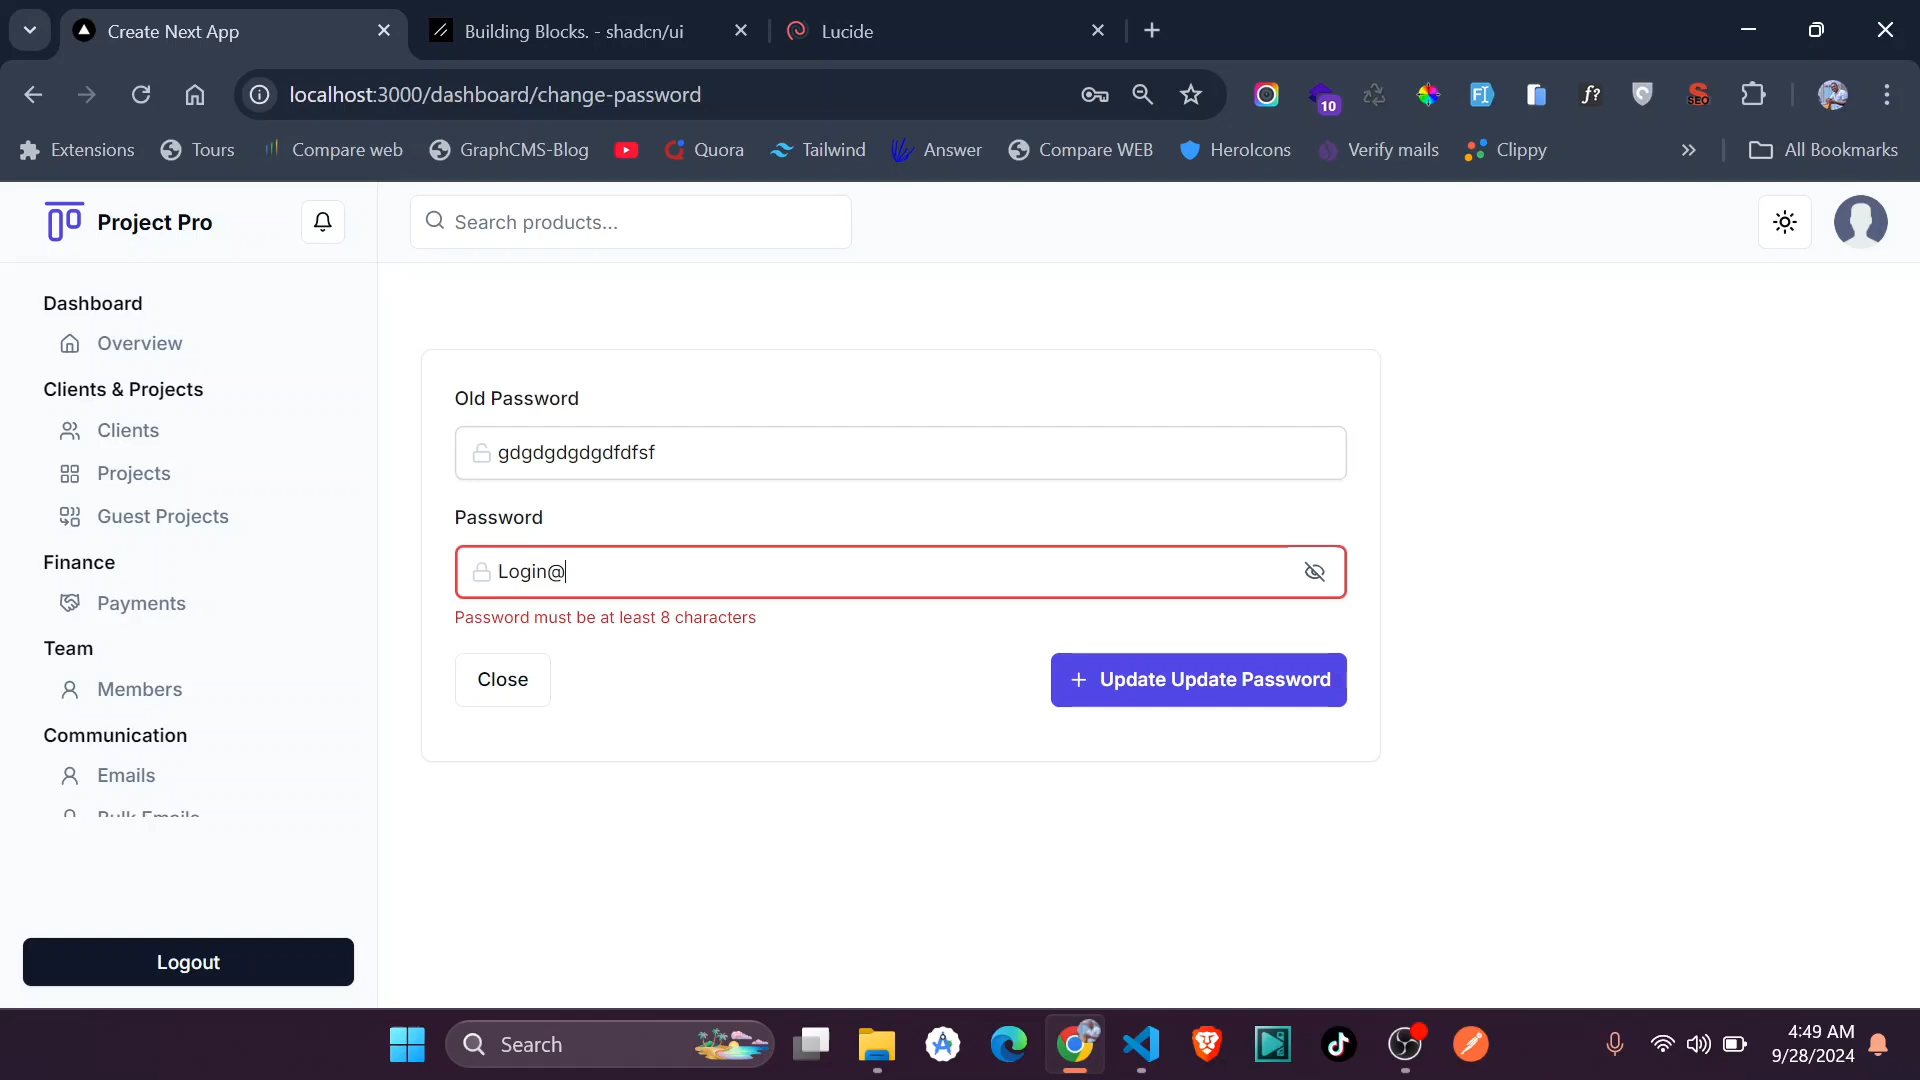 Create Next App
Building Blocks. - shadcn/ui
Lucide
localhost:3000/dashboard/change-password
10
f?
SEO
Extensions
Tours
Compare web
GraphCMS-Blog
Quora
Tailwind
Answer
Compare WEB
HeroIcons
Verify mails
Clippy
All Bookmarks
Project Pro
Search products...
Dashboard
Overview
Clients & Projects
Clients
Projects
Guest Projects
Finance
Payments
Team
Members
Communication
Emails
Bulk Emails
Logout
Old Password
gdgdgdgdgdfdfsf
Password
Login@
Password must be at least 8 characters
Close
Update Update Password
Search
4:49 AM
9/28/2024